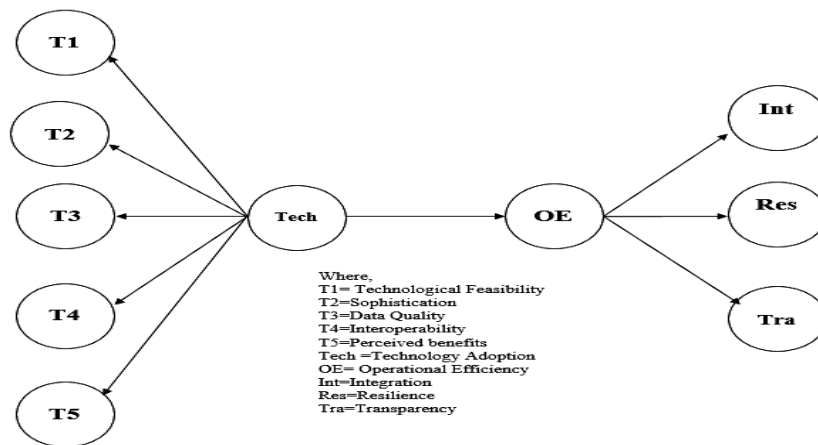 T1
T2
T3
T4
T5
Tech
OE
Int
Res
Tra
Where,
T1= Technological Feasibility
T2=Sophistication
T3=Data Quality
T4=Interoperability
T5=Perceived benefits
Tech =Technology Adoption
OE= Operational Efficiency
Int=Integration
Res=Resilience
Tra=Transparency